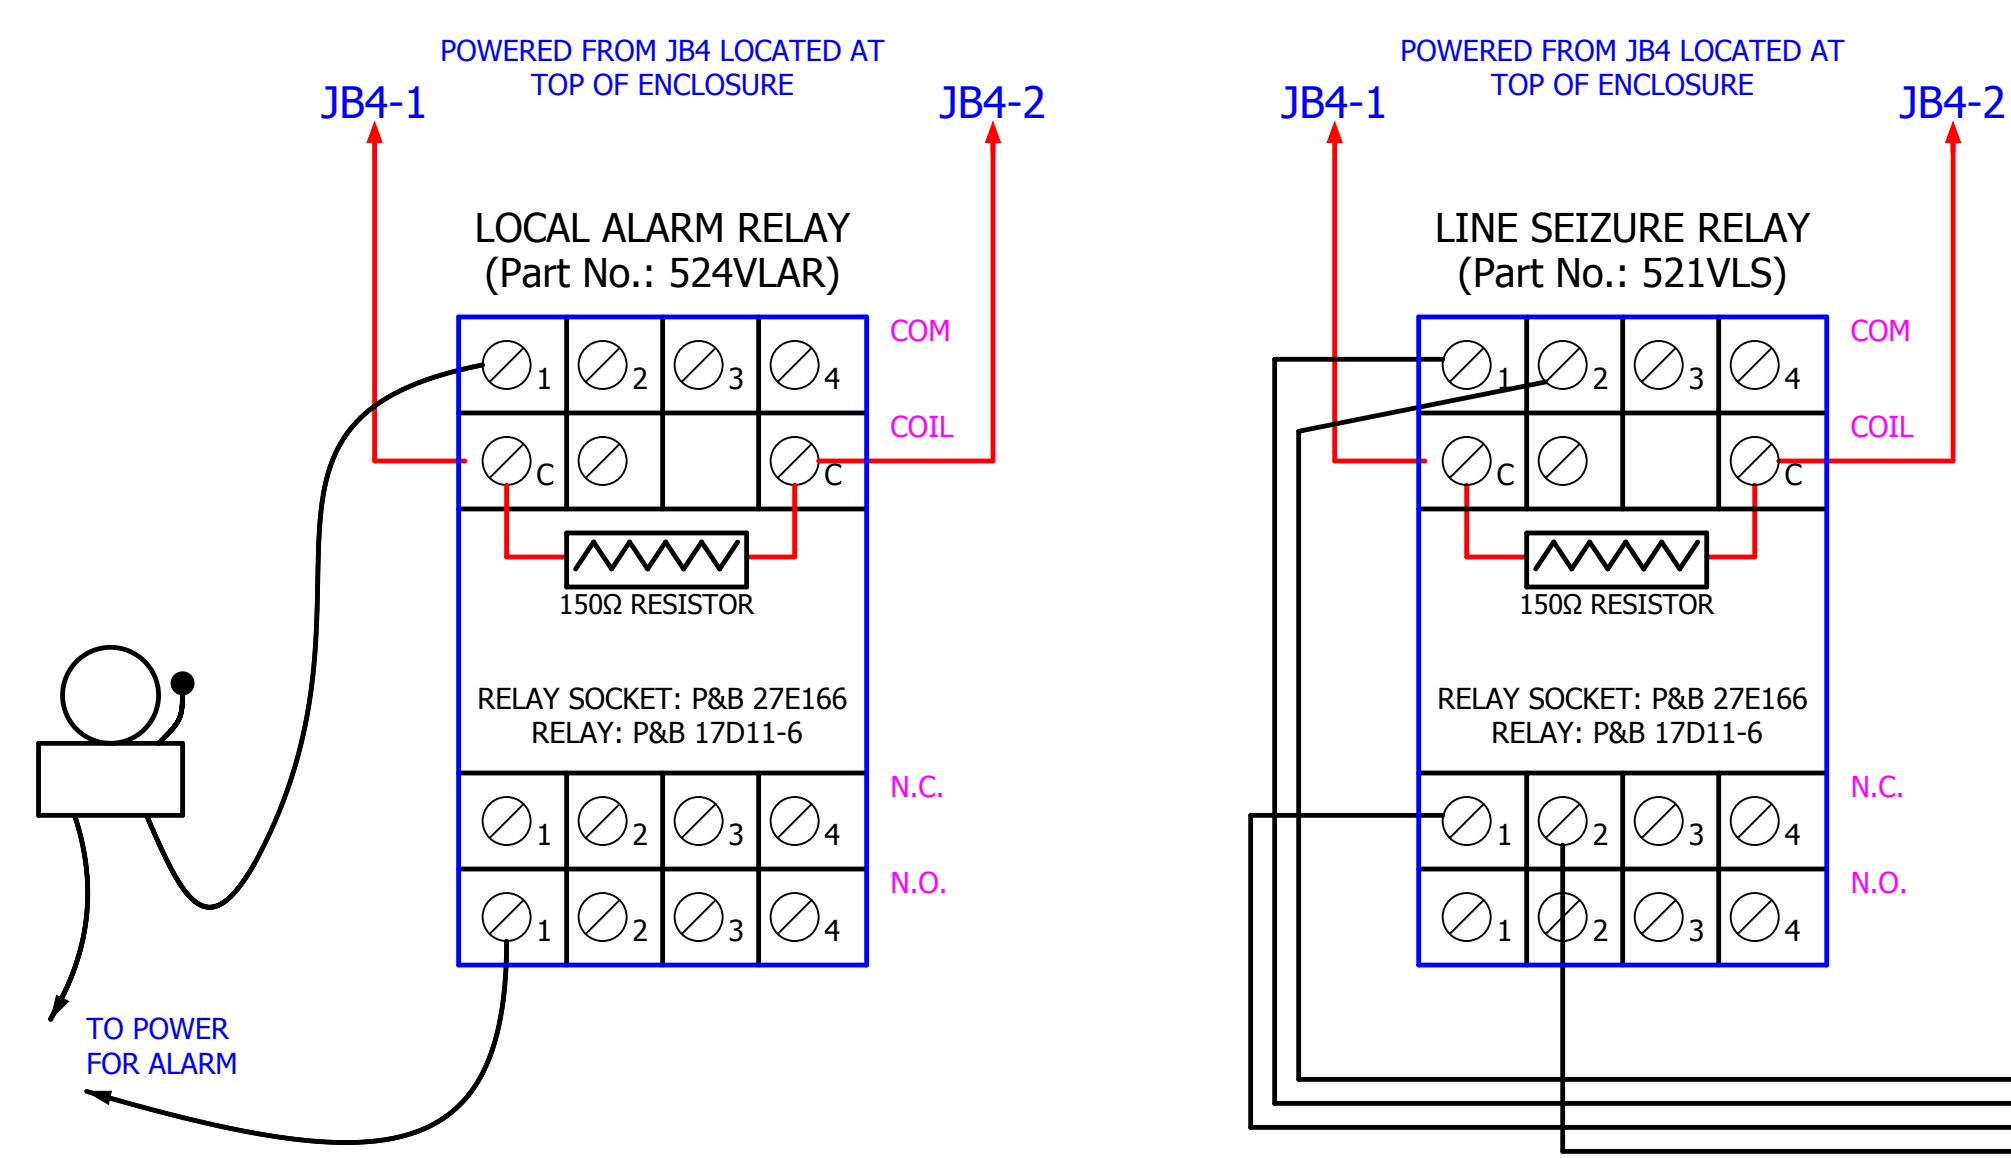 POWERED FROM JB4 LOCATED AT
TOP OF ENCLOSURE
JB4-1
JB4-2
LOCAL ALARM RELAY
(Part No.: 524VLAR)
1
2
3
4
COM
C
C
COIL
150Ω RESISTOR
RELAY SOCKET: P&B 27E166
RELAY: P&B 17D11-6
1
2
3
4
N.C.
1
2
3
4
N.O.
TO POWER
FOR ALARM
POWERED FROM JB4 LOCATED AT
TOP OF ENCLOSURE
JB4-1
JB4-2
LINE SEIZURE RELAY
(Part No.: 521VLS)
1
2
3
4
COM
C
C
COIL
150Ω RESISTOR
RELAY SOCKET: P&B 27E166
RELAY: P&B 17D11-6
1
2
3
4
N.C.
1
2
3
4
N.O.